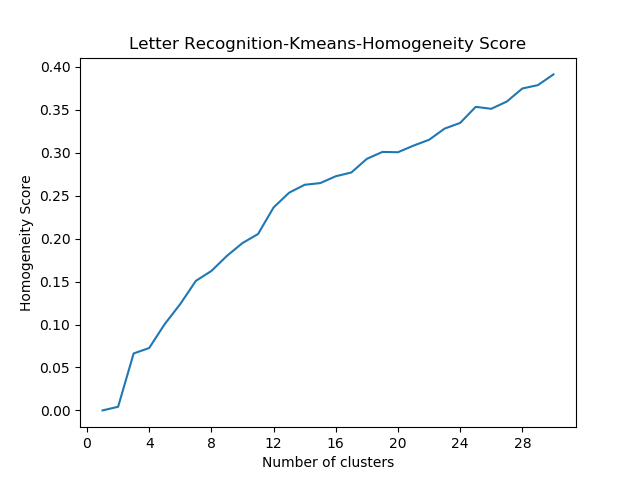 Letter Recognition-Kmeans-Homogeneity Score
0.40
0.35
0.30
0.25
0.20
0.15
0.10
0.05
0.00
Homogeneity Score
0 4 8 12 16 20 24 28
Number of clusters